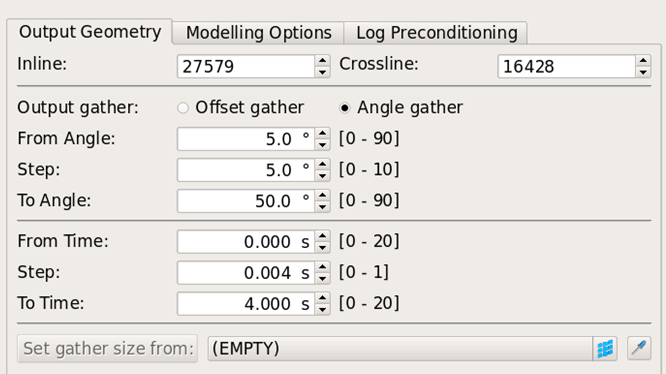 Output Geometry Modelling Options Log Preconditioning
Inline: 27579 Crossline: 16428
Output gather: Offset gather Angle gather
From Angle: 5.0 ° [0 - 90]
Step: 5.0 ° [0 - 10]
To Angle: 50.0 ° [0 - 90]
From Time: 0.000 s [0 - 20]
Step: 0.004 s [0 - 1]
To Time: 4.000 s [0 - 20]
Set gather size from: (EMPTY)